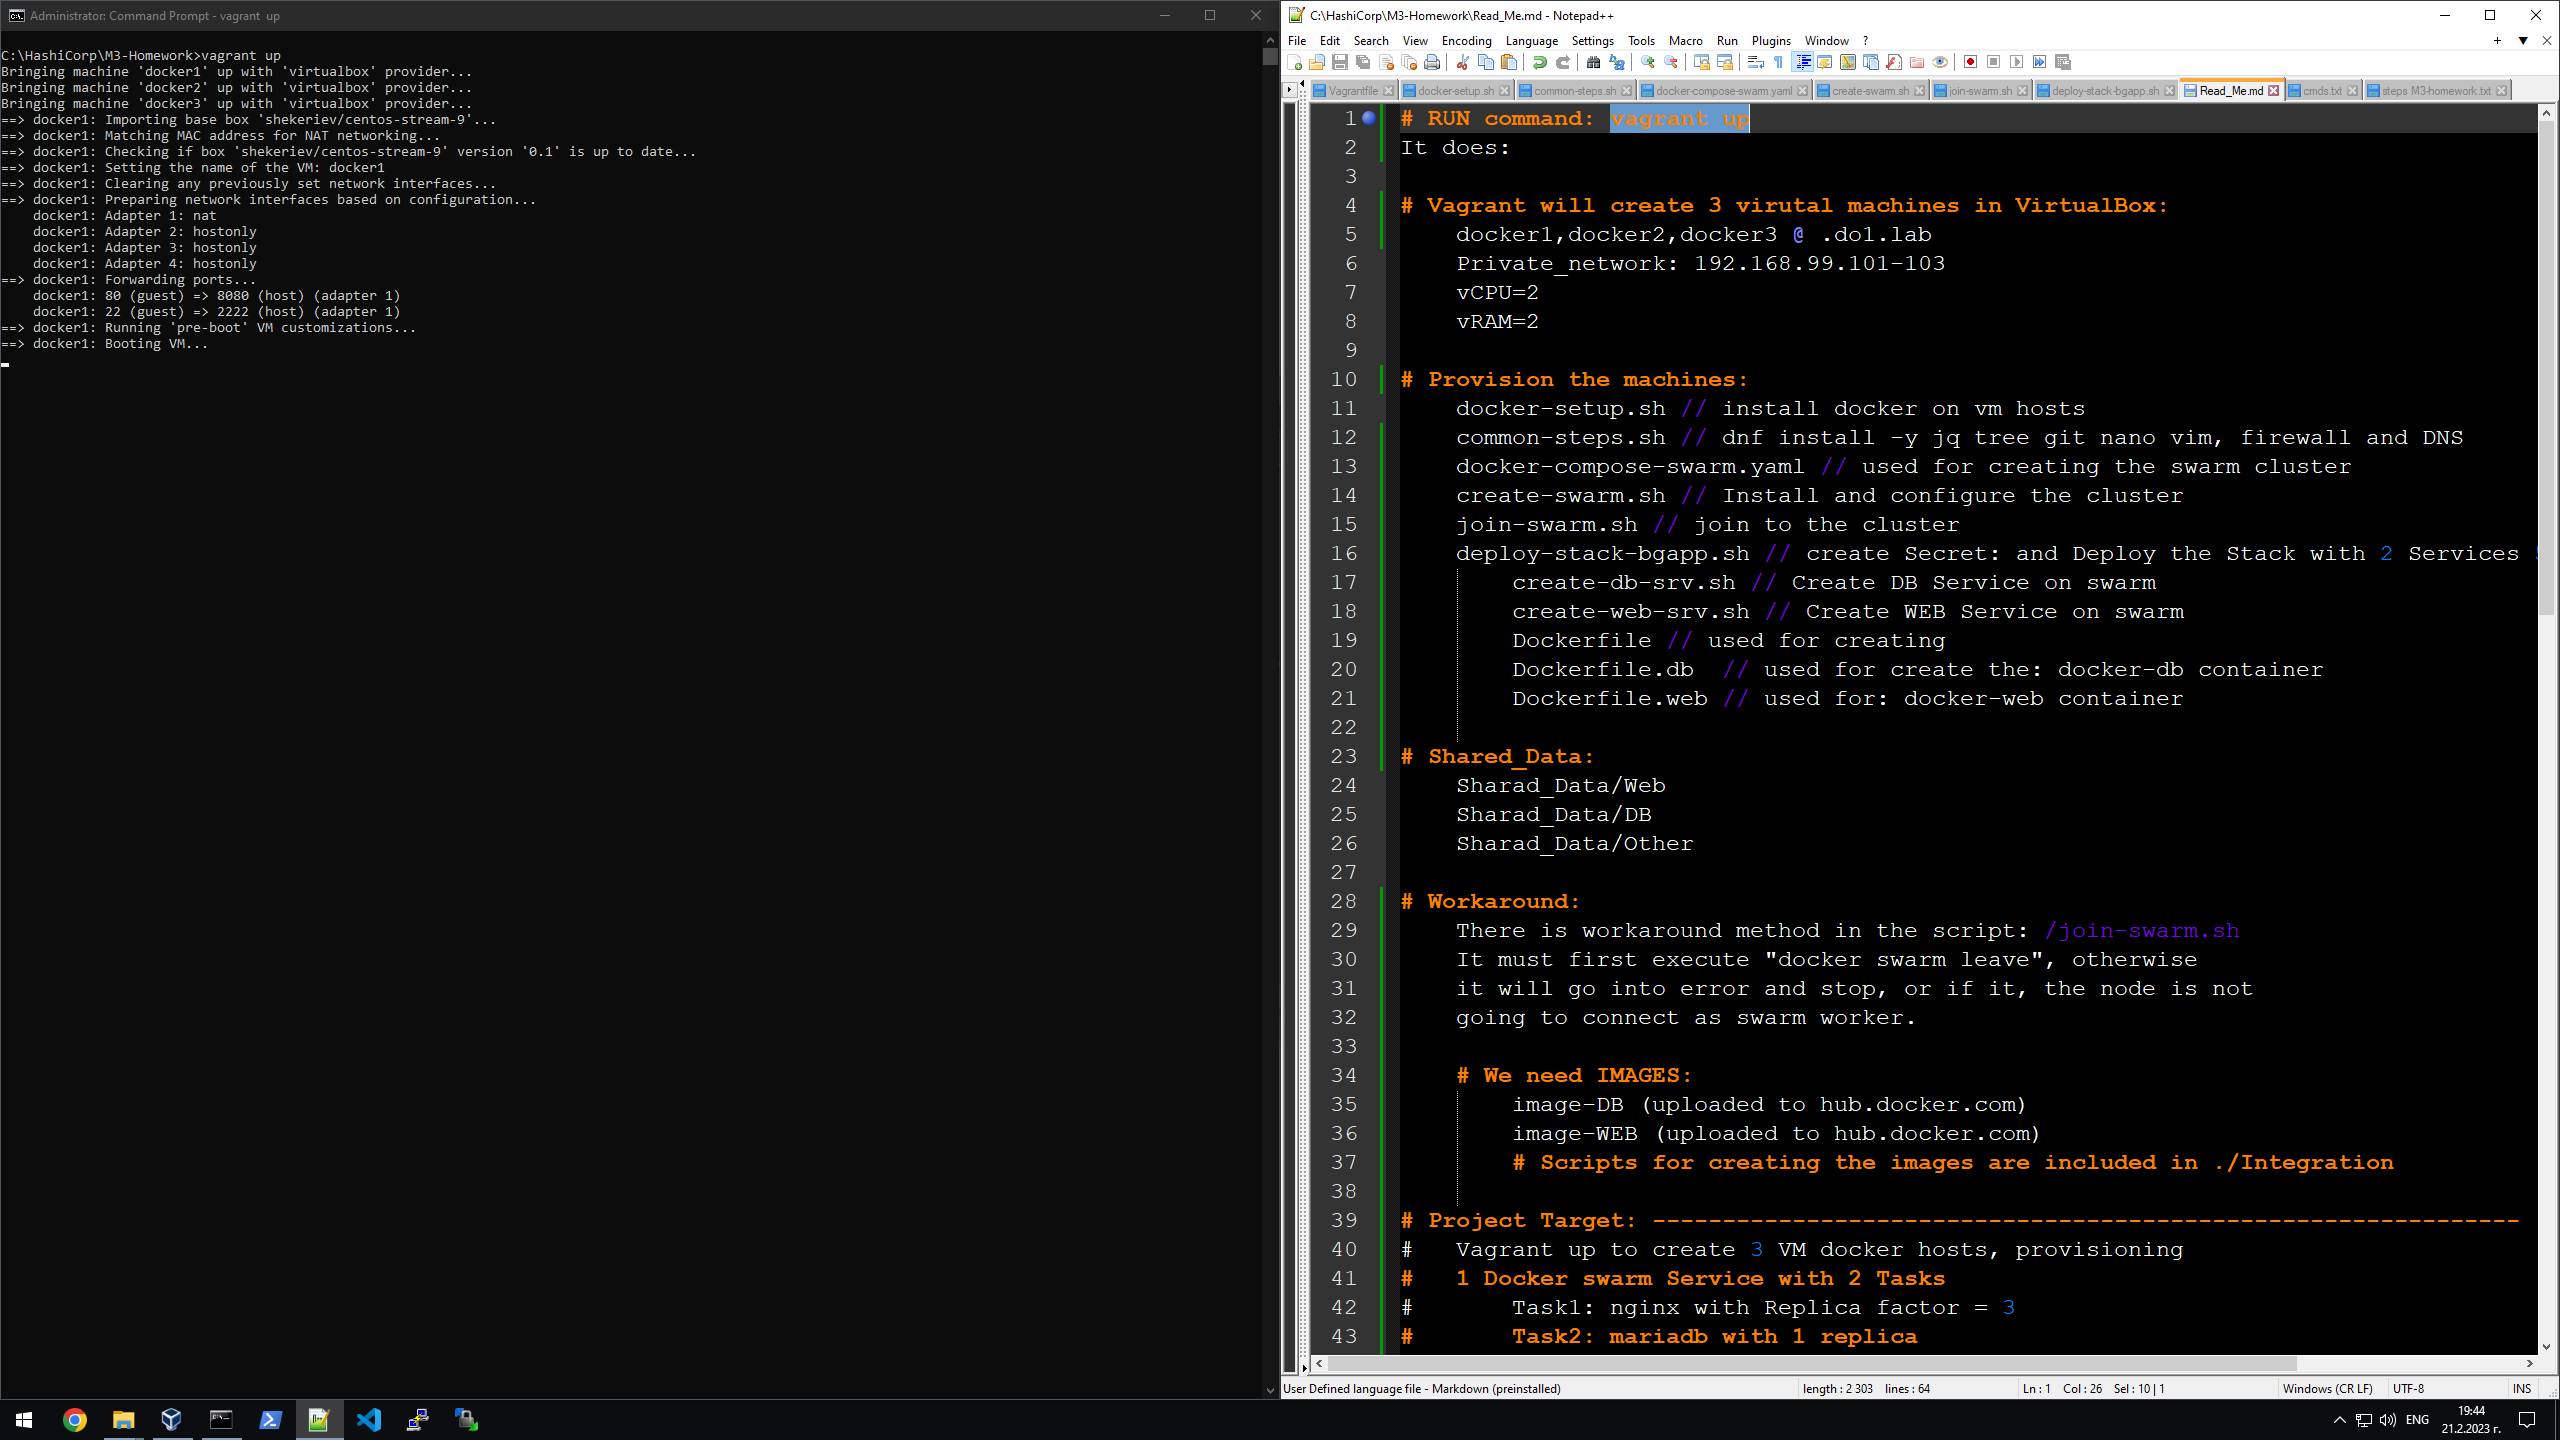 Administrator: Command Prompt - vagrant  up
C:\HashiCorp\M3-Homework>vagrant up
Bringing machine 'docker1' up with 'virtualbox' provider...
Bringing machine 'docker2' up with 'virtualbox' provider...
Bringing machine 'docker3' up with 'virtualbox' provider...
==> docker1: Importing base box 'shekeriev/centos-stream-9'...
==> docker1: Matching MAC address for NAT networking...
==> docker1: Checking if box 'shekeriev/centos-stream-9' version '0.1' is up to date...
==> docker1: Setting the name of the VM: docker1
==> docker1: Clearing any previously set network interfaces...
==> docker1: Preparing network interfaces based on configuration...
    docker1: Adapter 1: nat
    docker1: Adapter 2: hostonly
    docker1: Adapter 3: hostonly
    docker1: Adapter 4: hostonly
==> docker1: Forwarding ports...
    docker1: 80 (guest) => 8080 (host) (adapter 1)
    docker1: 22 (guest) => 2222 (host) (adapter 1)
==> docker1: Running 'pre-boot' VM customizations...
==> docker1: Booting VM...
C:\HashiCorp\M3-Homework\Read_Me.md - Notepad++
File Edit Search View Encoding Language Settings Tools Macro Run Plugins Window ?
Vagrantfile docker-setup.sh common-steps.sh docker-compose-swarm.yaml create-swarm.sh join-swarm.sh deploy-stack-bgapp.sh Read_Me.md cmds.txt steps M3-homework.txt
1 # RUN command: vagrant up
2 It does:
3
4 # Vagrant will create 3 virutal machines in VirtualBox:
5     docker1,docker2,docker3 @ .do1.lab
6     Private_network: 192.168.99.101-103
7     vCPU=2
8     vRAM=2
9
10 # Provision the machines:
11     docker-setup.sh // install docker on vm hosts
12     common-steps.sh // dnf install -y jq tree git nano vim, firewall and DNS
13     docker-compose-swarm.yaml // used for creating the swarm cluster
14     create-swarm.sh // Install and configure the cluster
15     join-swarm.sh // join to the cluster
16     deploy-stack-bgapp.sh // create Secret: and Deploy the Stack with 2 Services
17         create-db-srv.sh // Create DB Service on swarm
18         create-web-srv.sh // Create WEB Service on swarm
19         Dockerfile // used for creating
20         Dockerfile.db  // used for create the: docker-db container
21         Dockerfile.web // used for: docker-web container
22
23 # Shared_Data:
24     Sharad_Data/Web
25     Sharad_Data/DB
26     Sharad_Data/Other
27
28 # Workaround:
29     There is workaround method in the script: /join-swarm.sh
30     It must first execute "docker swarm leave", otherwise
31     it will go into error and stop, or if it, the node is not
32     going to connect as swarm worker.
33
34     # We need IMAGES:
35         image-DB (uploaded to hub.docker.com)
36         image-WEB (uploaded to hub.docker.com)
37         # Scripts for creating the images are included in ./Integration
38
39 # Project Target: --------------------------------------------------------------
40 #   Vagrant up to create 3 VM docker hosts, provisioning
41 #   1 Docker swarm Service with 2 Tasks
42 #       Task1: nginx with Replica factor = 3
43 #       Task2: mariadb with 1 replica
User Defined language file - Markdown (preinstalled) length : 2 303 lines : 64 Ln : 1 Col : 26 Sel : 10 | 1 Windows (CR LF) UTF-8 INS
ENG
19:44
21.2.2023 г.